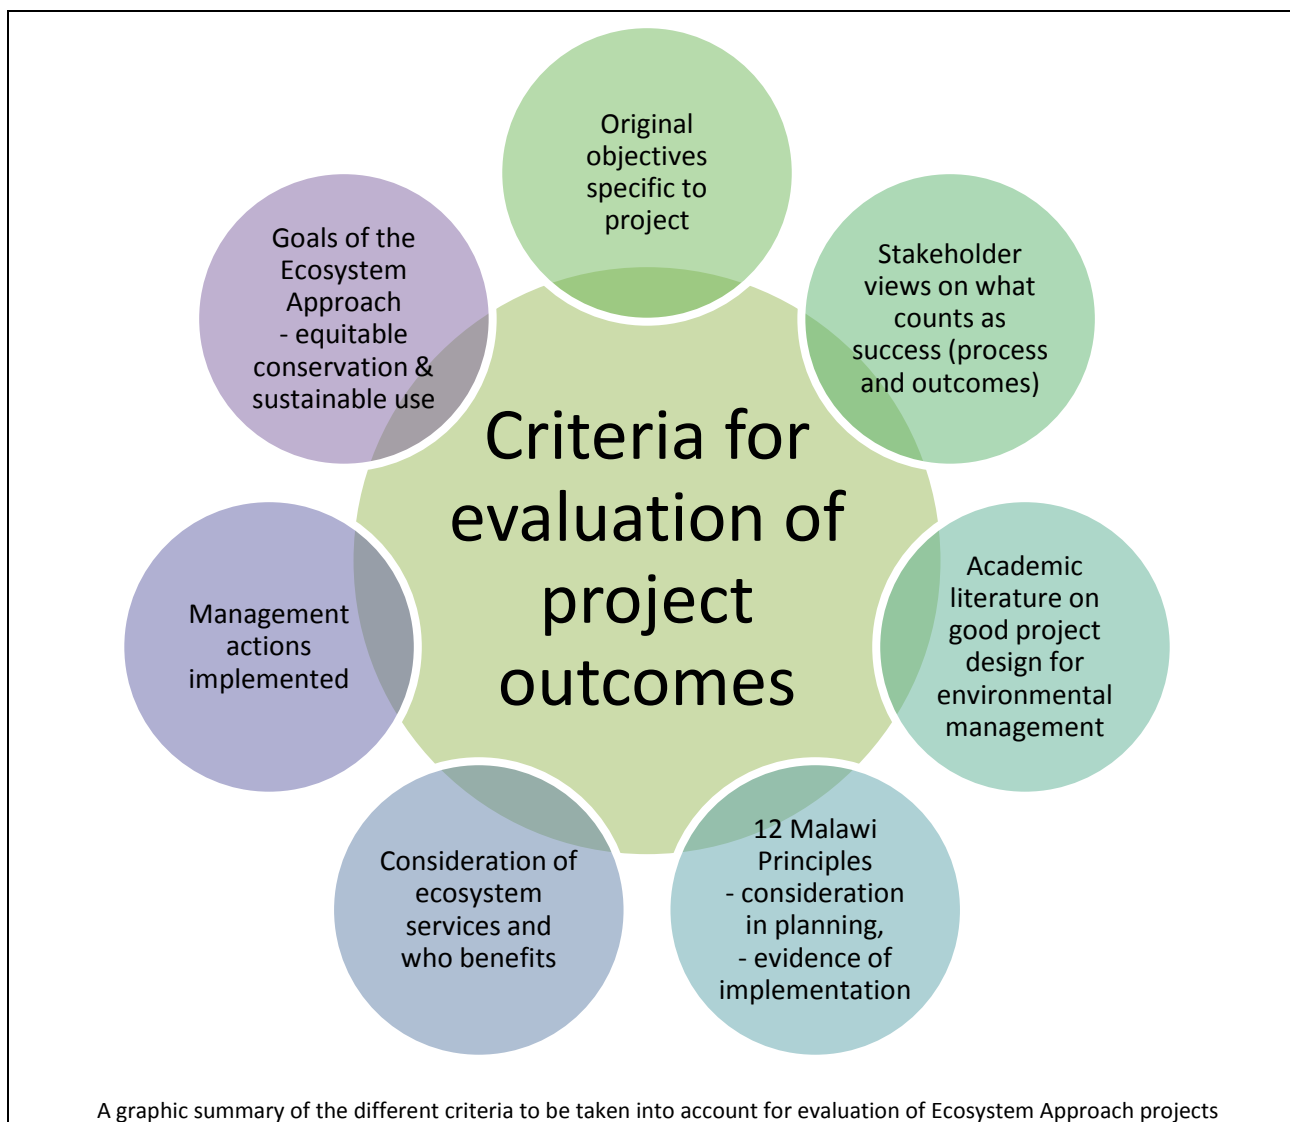 Original
objectives
specific to
project
Stakeholder
views on what
counts as
success (process
and outcomes)
Academic
literature on
good project
design for
environmental
management
12 Malawi
Principles
- consideration
in planning,
- evidence of
implementation
Consideration of
ecosystem
services and
who benefits
Management
actions
implemented
Goals of the
Ecosystem
Approach
- equitable
conservation &
sustainable use
Criteria for
evaluation of
project
outcomes
A graphic summary of the different criteria to be taken into account for evaluation of Ecosystem Approach projects